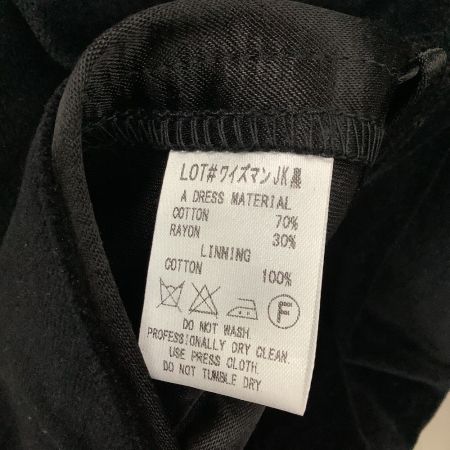 LOT#ワイズマンJK黒
A DRESS MATERIAL
COTTON 70%
RAYON 30%
LINNING
COTTON 100%
F
DO NOT WASH.
PROFESSIONALLY DRY CLEAN.
USE PRESS CLOTH.
DO NOT TUMBLE DRY